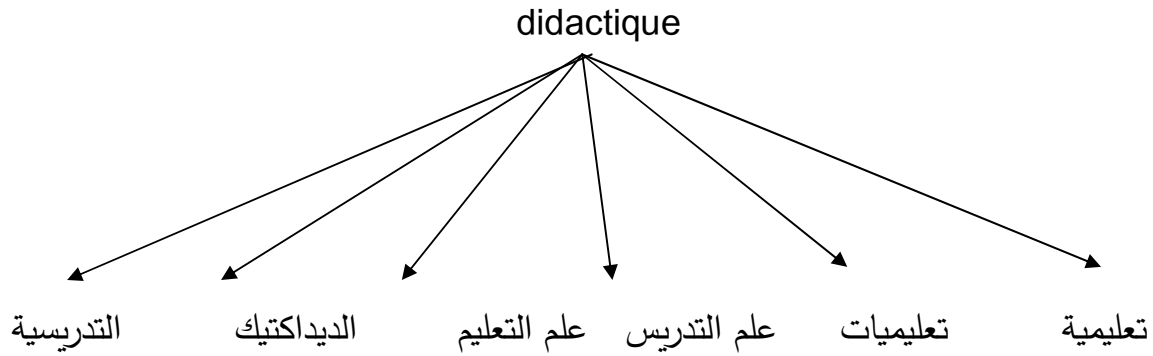 didactique
تعليمية تعليميات علم التدريس علم التعليم الديداكتيك التدريسية